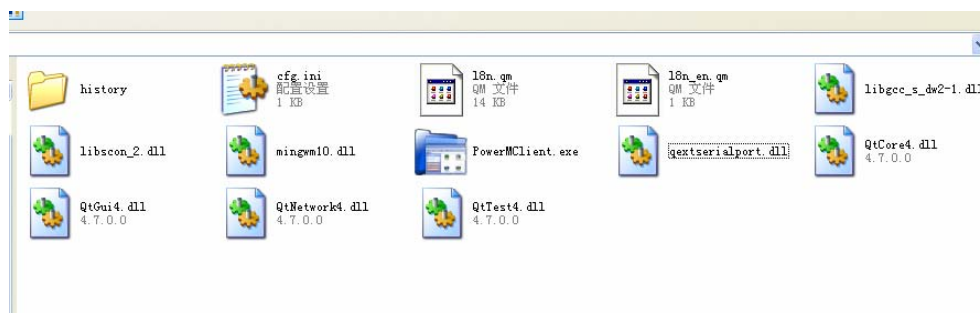 history
cfg.ini
配置设置
1 KB
l8n.qm
QM 文件
14 KB
l8n_en.qm
QM 文件
1 KB
libgcc_s_dw2-1.dll
libscon_2.dll
mingwm10.dll
PowerMClient.exe
qextserialport.dll
QtCore4.dll
4.7.0.0
QtGui4.dll
4.7.0.0
QtNetwork4.dll
4.7.0.0
QtTest4.dll
4.7.0.0